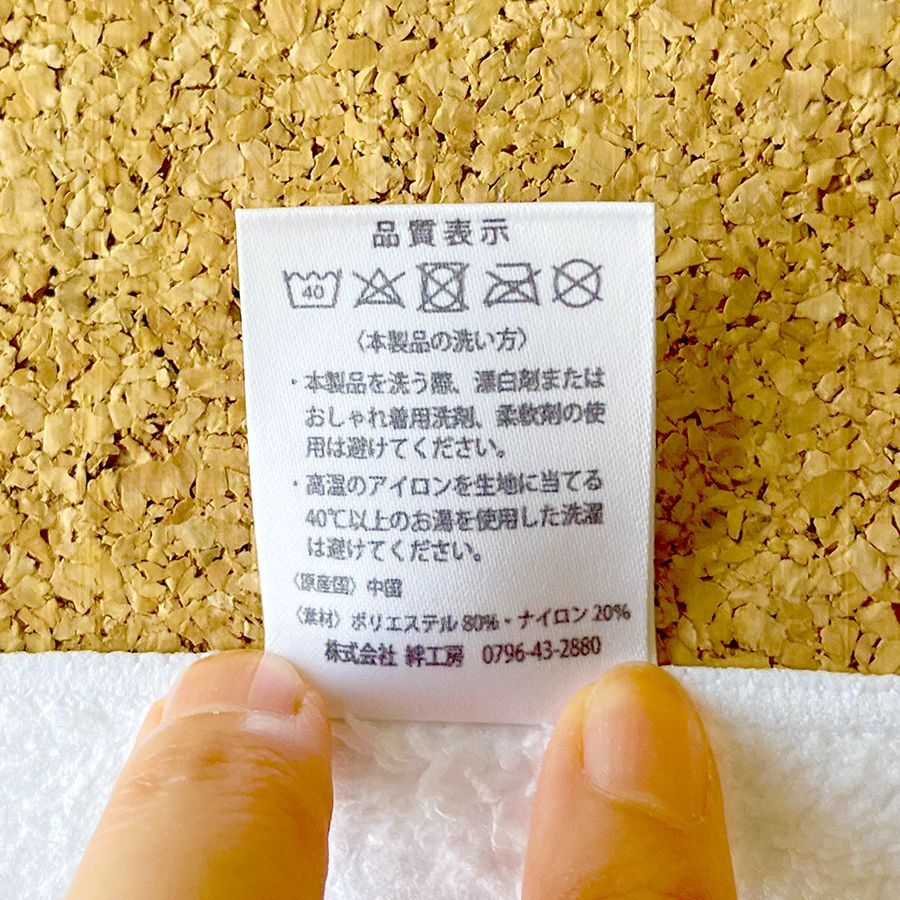 品質表示
40
〈本製品の洗い方〉
・本製品を洗う際、漂白剤または
おしゃれ着用洗剤、柔軟剤の使
用は避けてください。
・高温のアイロンを生地に当てる
40℃以上のお湯を使用した洗濯
は避けてください。
〈原産国〉中国
〈素材〉ポリエステル 80%・ナイロン 20%
株式会社 絆工房 0796-43-2880